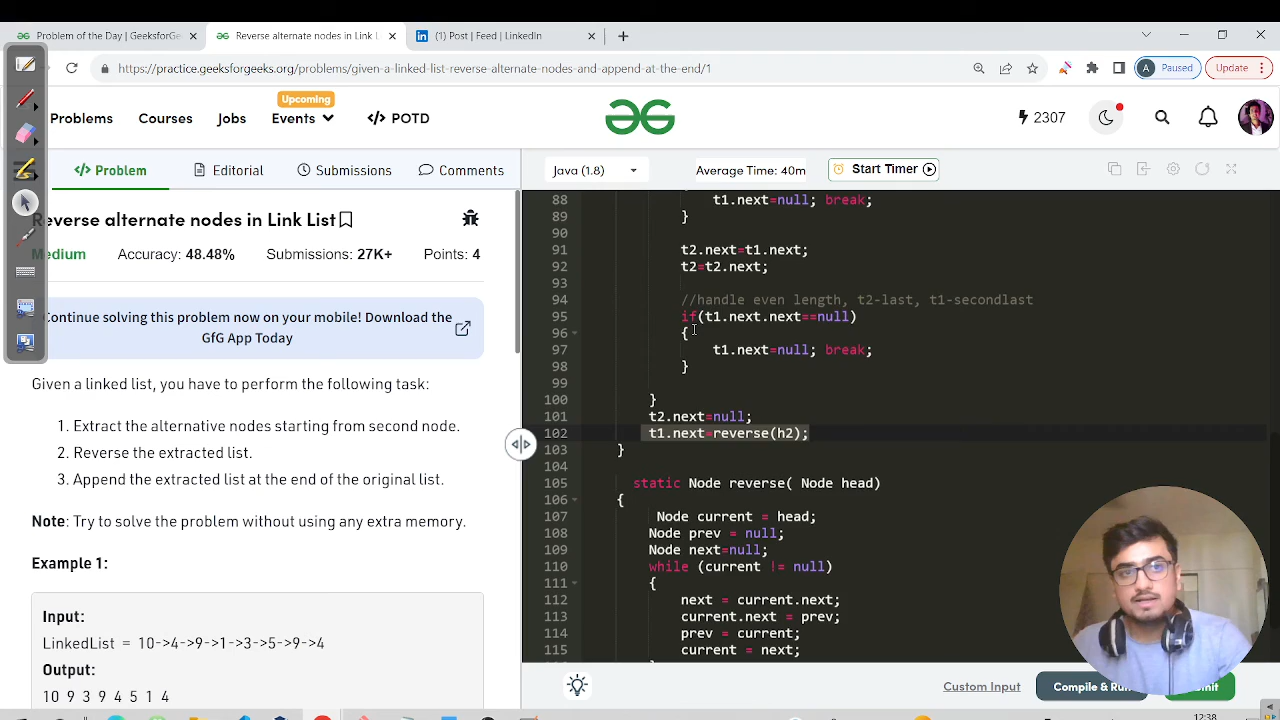 Problem of the Day | GeeksforGee
Reverse alternate nodes in Link L
(1) Post | Feed | LinkedIn
https://practice.geeksforgeeks.org/problems/given-a-linked-list-reverse-alternate-nodes-and-append-at-the-end/1
A Paused
Update
Upcoming
Problems Courses Jobs Events </> POTD
2307
Problem Editorial Submissions Comments
Java (1.8) Average Time: 40m Start Timer
Reverse alternate nodes in Link List
Medium Accuracy: 48.48% Submissions: 27K+ Points: 4
Continue solving this problem now on your mobile! Download the
GfG App Today
Given a linked list, you have to perform the following task:
1. Extract the alternative nodes starting from second node.
2. Reverse the extracted list.
3. Append the extracted list at the end of the original list.
Note: Try to solve the problem without using any extra memory.
Example 1:
Input:
LinkedList = 10->4->9->1->3->5->9->4
Output:
10 9 3 9 4 5 1 4
88 t1.next=null; break;
89 }
90
91 t2.next=t1.next;
92 t2=t2.next;
93
94 //handle even length, t2-last, t1-secondlast
95 if(t1.next.next==null)
96 {
97 t1.next=null; break;
98 }
99
100 }
101 t2.next=null;
102 t1.next=reverse(h2);
103 }
104
105 static Node reverse( Node head)
106 {
107 Node current = head;
108 Node prev = null;
109 Node next=null;
110 while (current != null)
111 {
112 next = current.next;
113 current.next = prev;
114 prev = current;
115 current = next;
Custom Input
Compile & Run
12:38